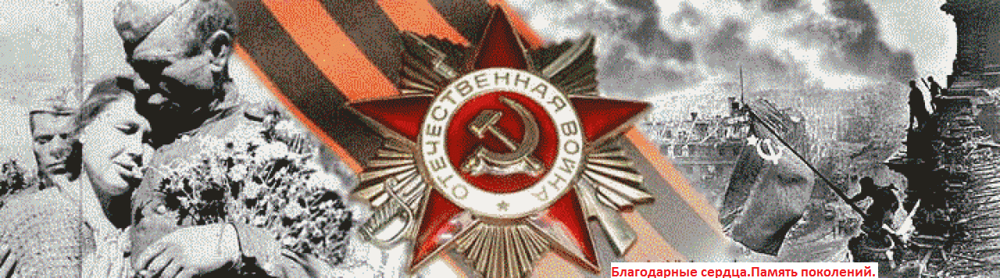 ОТЕЧЕСТВЕННАЯ ВОЙНА
Благодарные сердца.Память поколений.